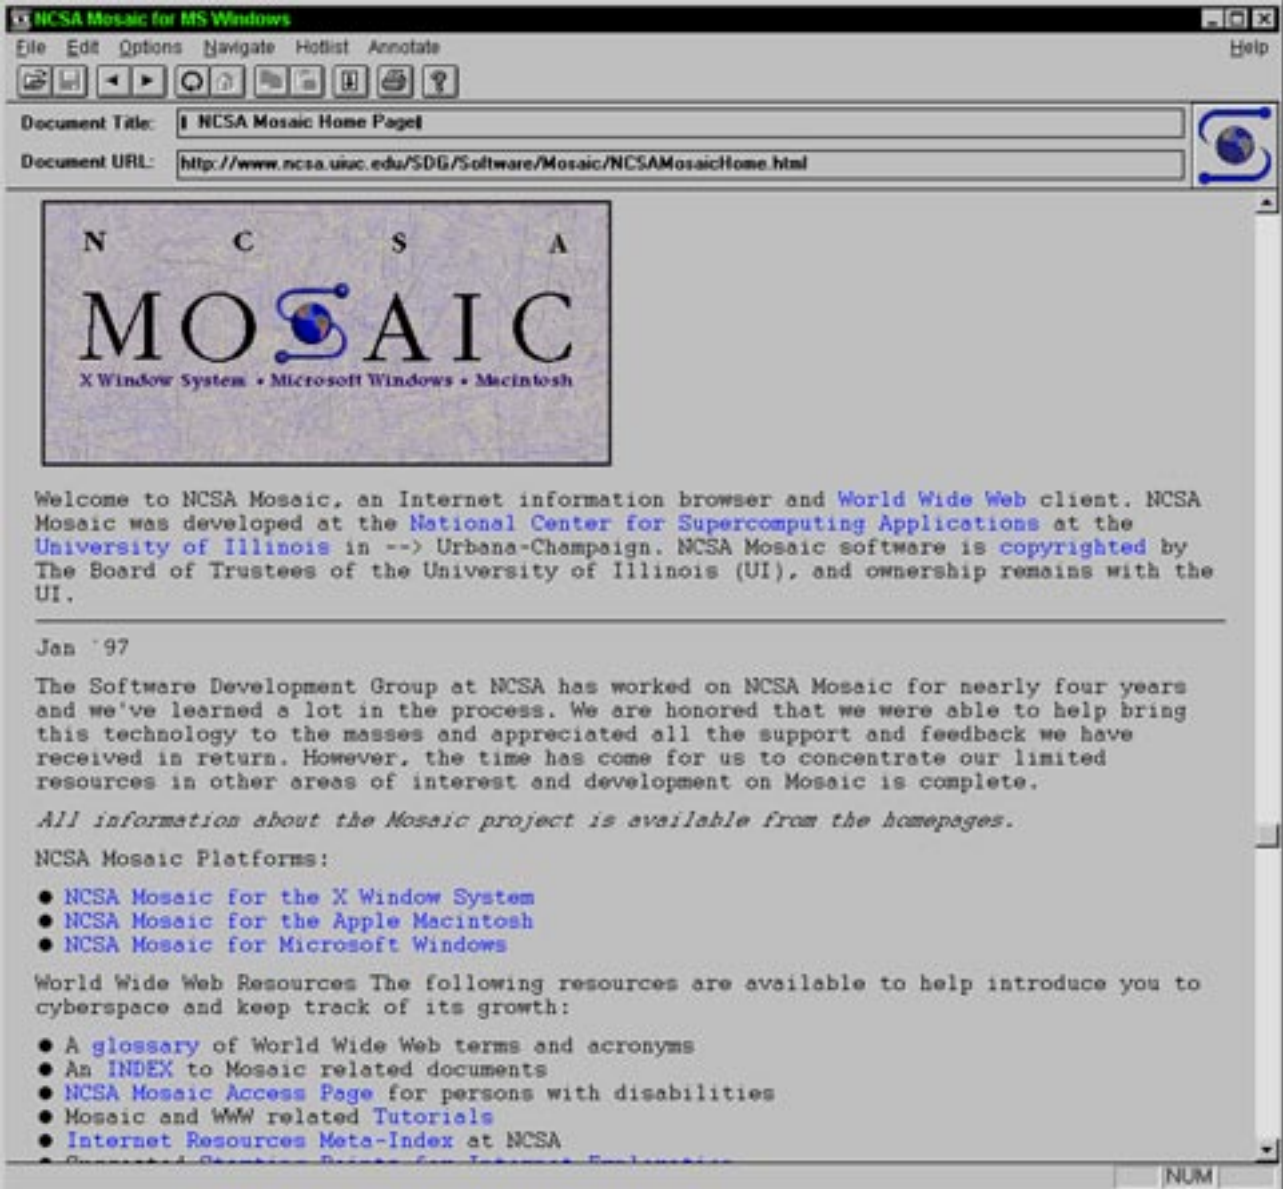 NCSA Mosaic for MS Windows
File Edit Options Navigate Hotlist Annotate Help
Document Title: NCSA Mosaic Home Page
Document URL: http://www.ncsa.uiuc.edu/SDG/Software/Mosaic/NCSAMosaicHome.html
N C S A
MOSAIC
X Window System • Microsoft Windows • Macintosh
Welcome to NCSA Mosaic, an Internet information browser and World Wide Web client. NCSA
Mosaic was developed at the National Center for Supercomputing Applications at the
University of Illinois in --> Urbana-Champaign. NCSA Mosaic software is copyrighted by
The Board of Trustees of the University of Illinois (UI), and ownership remains with the
UI.
Jan `97
The Software Development Group at NCSA has worked on NCSA Mosaic for nearly four years
and we've learned a lot in the process. We are honored that we were able to help bring
this technology to the masses and appreciated all the support and feedback we have
received in return. However, the time has come for us to concentrate our limited
resources in other areas of interest and development on Mosaic is complete.
All information about the Mosaic project is available from the homepages.
NCSA Mosaic Platforms:
● NCSA Mosaic for the X Window System
● NCSA Mosaic for the Apple Macintosh
● NCSA Mosaic for Microsoft Windows
World Wide Web Resources The following resources are available to help introduce you to
cyberspace and keep track of its growth:
● A glossary of World Wide Web terms and acronyms
● An INDEX to Mosaic related documents
● NCSA Mosaic Access Page for persons with disabilities
● Mosaic and WWW related Tutorials
● Internet Resources Meta-Index at NCSA
● Suggested Starting Points for Internet Exploration
NUM